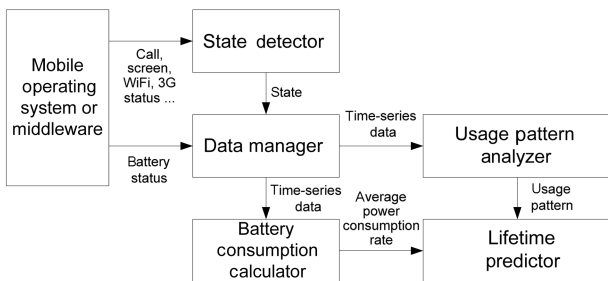 Mobile
operating
system or
middleware
Call,
screen,
WiFi, 3G
status ...
State detector
State
Battery
status
Data manager
Time-series
data
Usage pattern
analyzer
Time-series
data
Usage
pattern
Battery
consumption
calculator
Average
power
consumption
rate
Lifetime
predictor